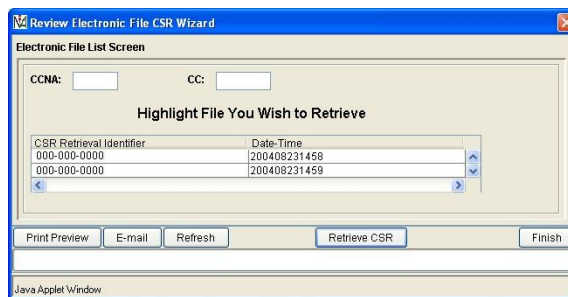 Review Electronic File CSR Wizard
Electronic File List Screen
CCNA: CC:
Highlight File You Wish to Retrieve
CSR Retrieval Identifier Date-Time
000-000-0000 200408231458
000-000-0000 200408231459
Print Preview E-mail Refresh Retrieve CSR Finish
Java Applet Window